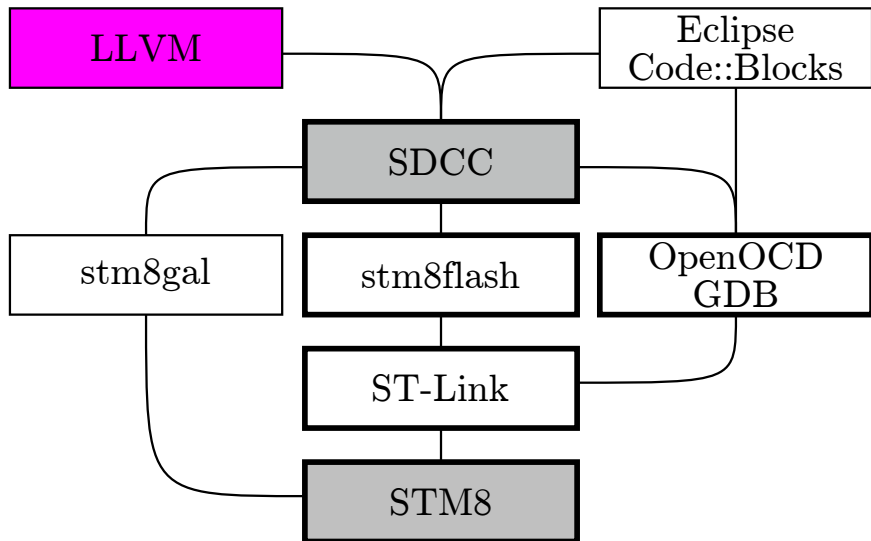 LLVM
Eclipse
Code::Blocks
SDCC
stm8gal
stm8flash
OpenOCD
GDB
ST-Link
STM8